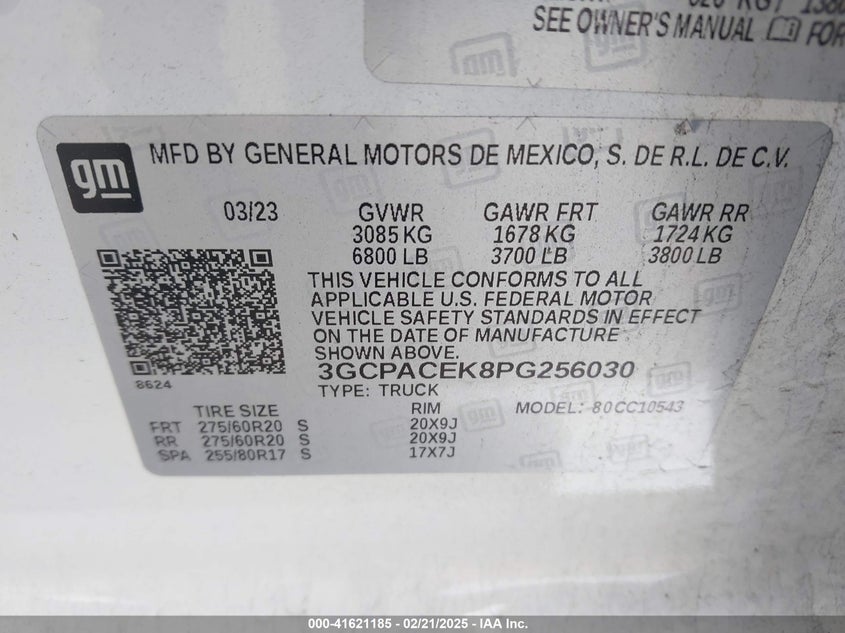 SEE OWNER'S MANUAL FOR
gm
MFD BY GENERAL MOTORS DE MEXICO, S. DE R.L. DE C.V.
03/23 GVWR GAWR FRT GAWR RR
3085 KG 1678 KG 1724 KG
6800 LB 3700 LB 3800 LB
THIS VEHICLE CONFORMS TO ALL
APPLICABLE U.S. FEDERAL MOTOR
VEHICLE SAFETY STANDARDS IN EFFECT
ON THE DATE OF MANUFACTURE
SHOWN ABOVE.
3GCPACEK8PG256030
8624
TYPE: TRUCK
TIRE SIZE RIM MODEL: 80CC10543
FRT 275/60R20 S 20X9J
RR 275/60R20 S 20X9J
SPA 255/80R17 S 17X7J
000-41621185 - 02/21/2025 - IAA Inc.